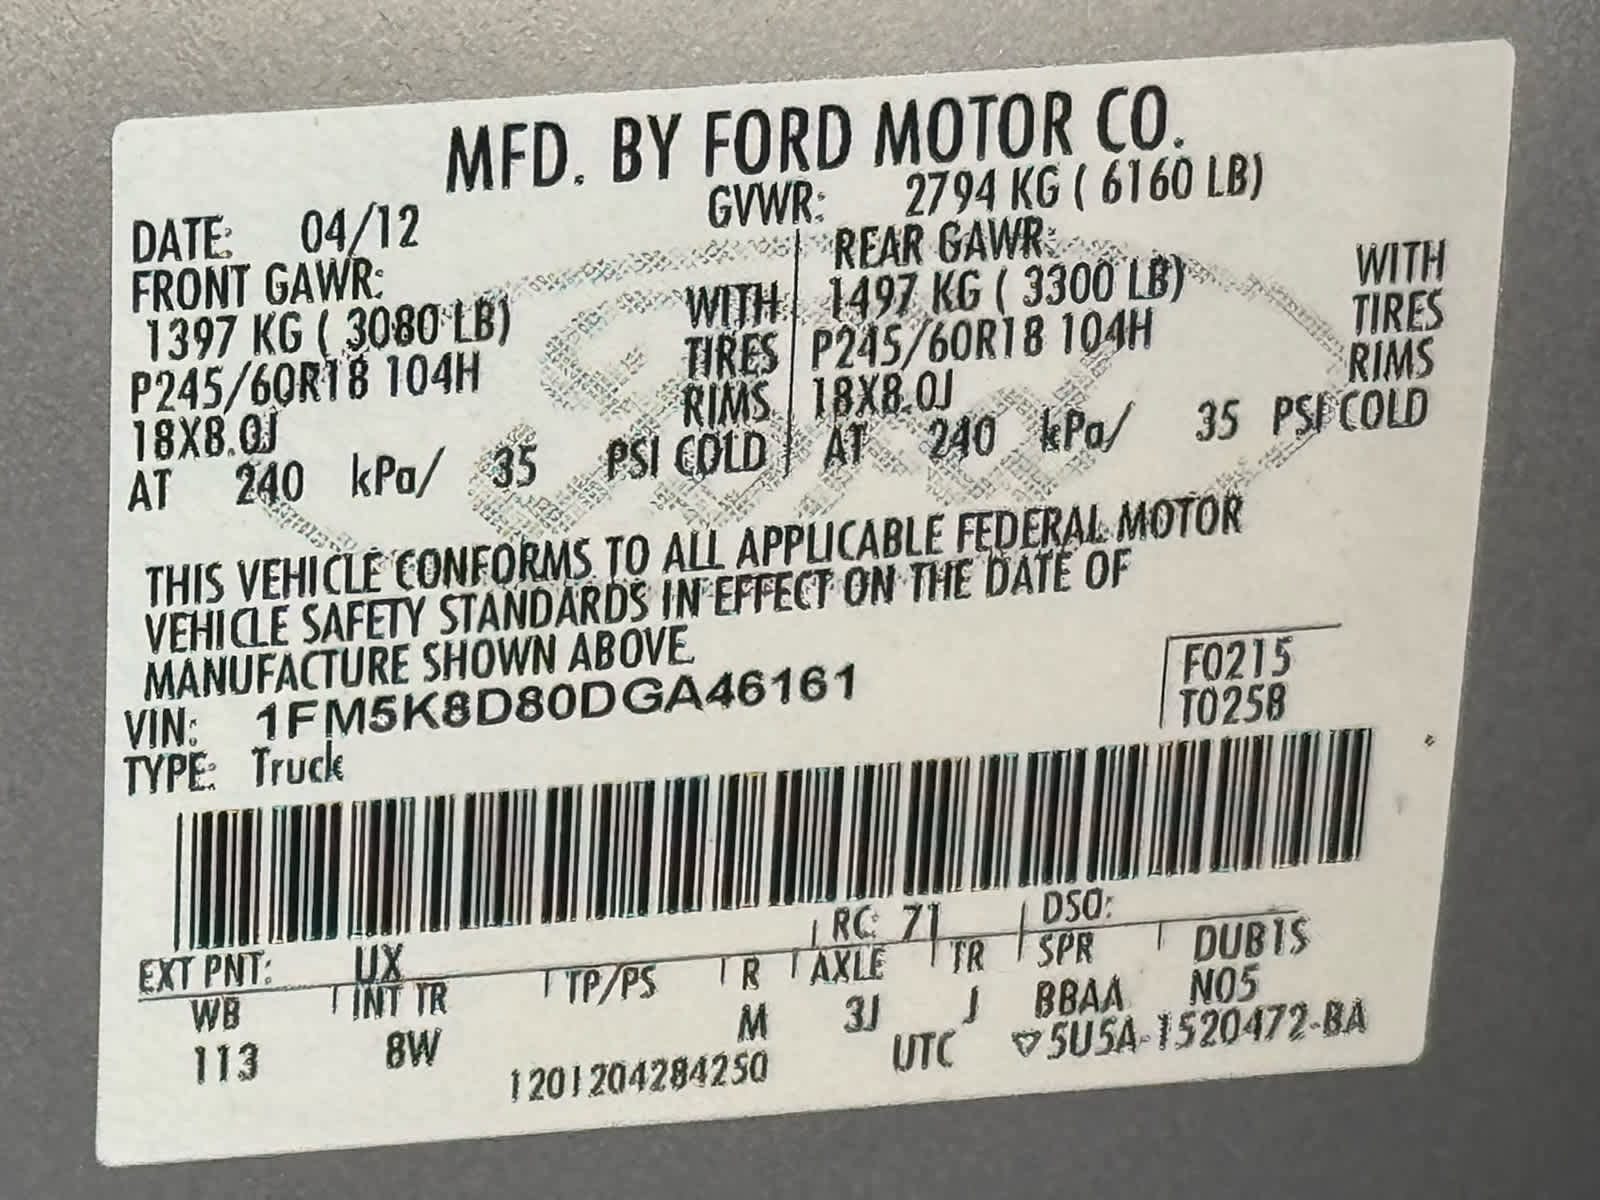 MFD. BY FORD MOTOR CO.
DATE: 04/12 GVWR: 2794 KG ( 6160 LB)
FRONT GAWR: REAR GAWR:
1397 KG ( 3080 LB) WITH 1497 KG ( 3300 LB) WITH
P245/60R18 104H TIRES P245/60R18 104H TIRES
18X8.0J RIMS 18X8.0J RIMS
AT 240 kPa/ 35 PSI COLD AT 240 kPa/ 35 PSI COLD
THIS VEHICLE CONFORMS TO ALL APPLICABLE FEDERAL MOTOR
VEHICLE SAFETY STANDARDS IN EFFECT ON THE DATE OF
MANUFACTURE SHOWN ABOVE.
VIN: 1FM5K8D80DGA46161
TYPE: Truck
F0215
T0258
EXT PNT: UX RC: 71 DSO:
WB INT TR TP/PS R AXLE TR SPR DUB1S
113 8W M 3J J BBAA N05
1201204284250 UTC 5U5A-1520472-BA